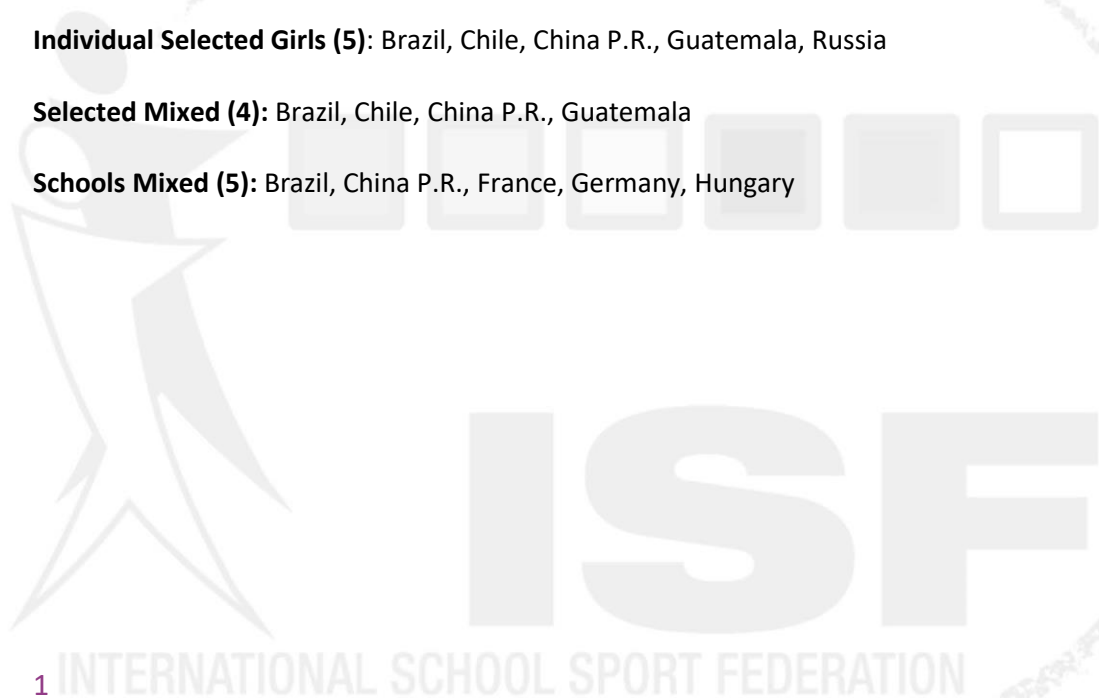 Individual Selected Girls (5): Brazil, Chile, China P.R., Guatemala, Russia
Selected Mixed (4): Brazil, Chile, China P.R., Guatemala
Schools Mixed (5): Brazil, China P.R., France, Germany, Hungary
ISF
1 INTERNATIONAL SCHOOL SPORT FEDERATION